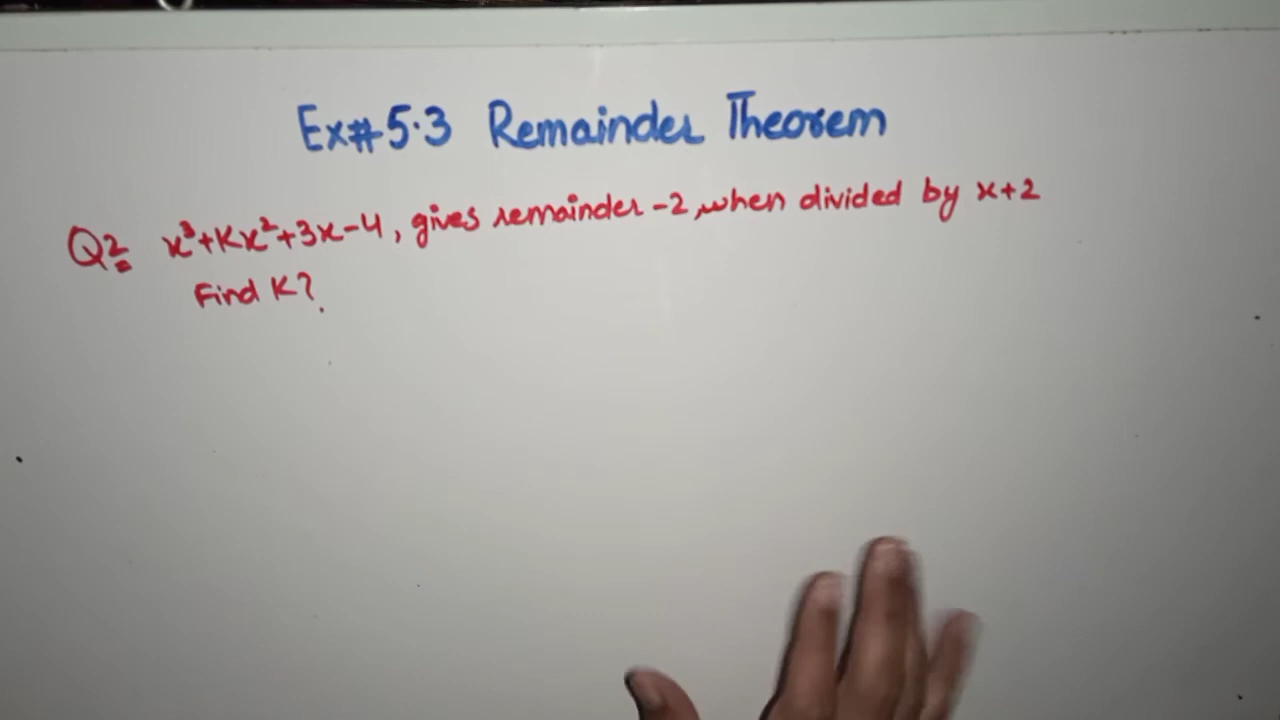 Ex#5.3 Remainder Theorem
Q2 x³+Kx²+3x-4, gives remainder -2, when divided by x+2
Find K?